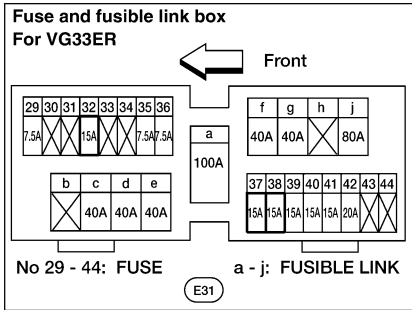 Fuse and fusible link box
For VG33ER
Front
29 30 31 32 33 34 35 36
7.5A 15A 7.5A 7.5A
a
100A
f g h j
40A 40A 80A
b c d e
40A 40A 40A
37 38 39 40 41 42 43 44
15A 15A 15A 15A 15A 20A
No 29 - 44: FUSE
a - j: FUSIBLE LINK
E31